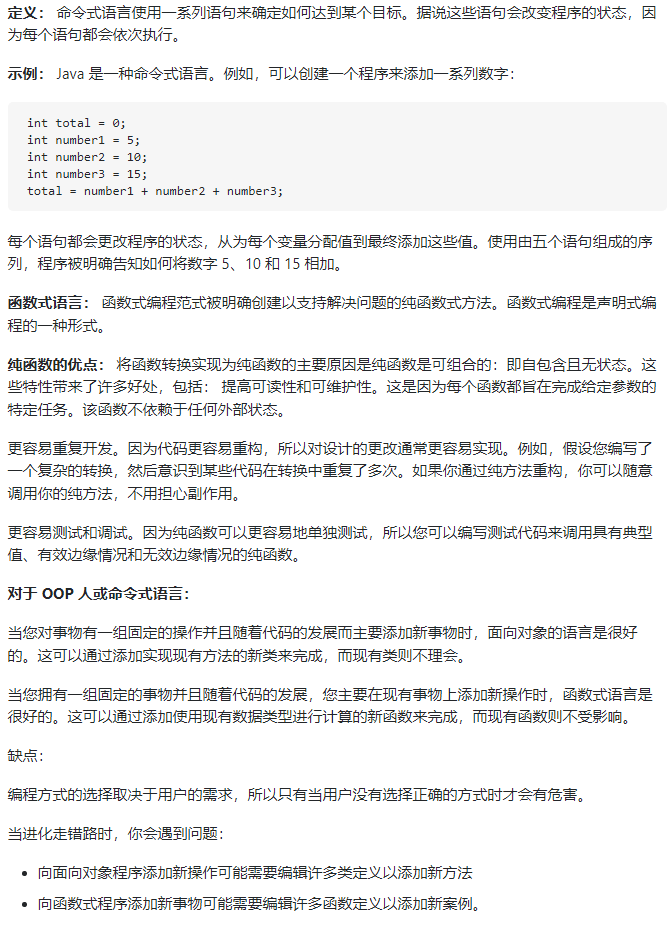 定义： 命令式语言使用一系列语句来确定如何达到某个目标。据说这些语句会改变程序的状态，因
为每个语句都会依次执行。
示例： Java 是一种命令式语言。例如，可以创建一个程序来添加一系列数字：
int total = 0;
int number1 = 5;
int number2 = 10;
int number3 = 15;
total = number1 + number2 + number3;
每个语句都会更改程序的状态，从为每个变量分配值到最终添加这些值。使用由五个语句组成的序
列，程序被明确告知如何将数字 5、10 和 15 相加。
函数式语言： 函数式编程范式被明确创建以支持解决问题的纯函数式方法。函数式编程是声明式编
程的一种形式。
纯函数的优点： 将函数转换实现为纯函数的主要原因是纯函数是可组合的：即自包含且无状态。这
些特性带来了许多好处，包括： 提高可读性和可维护性。这是因为每个函数都旨在完成给定参数的
特定任务。该函数不依赖于任何外部状态。
更容易重复开发。因为代码更容易重构，所以对设计的更改通常更容易实现。例如，假设您编写了
一个复杂的转换，然后意识到某些代码在转换中重复了多次。如果你通过纯方法重构，你可以随意
调用你的纯方法，不用担心副作用。
更容易测试和调试。因为纯函数可以更容易地单独测试，所以您可以编写测试代码来调用具有典型
值、有效边缘情况和无效边缘情况的纯函数。
对于 OOP 人或命令式语言：
当您对事物有一组固定的操作并且随着代码的发展而主要添加新事物时，面向对象的语言是很好
的。这可以通过添加实现现有方法的新类来完成，而现有类则不理会。
当您拥有一组固定的事物并且随着代码的发展，您主要在现有事物上添加新操作时，函数式语言是
很好的。这可以通过添加使用现有数据类型进行计算的新函数来完成，而现有函数则不受影响。
缺点：
编程方式的选择取决于用户的需求，所以只有当用户没有选择正确的方式时才会有危害。
当进化走错路时，你会遇到问题：
• 向面向对象程序添加新操作可能需要编辑许多类定义以添加新方法
• 向函数式程序添加新事物可能需要编辑许多函数定义以添加新案例。